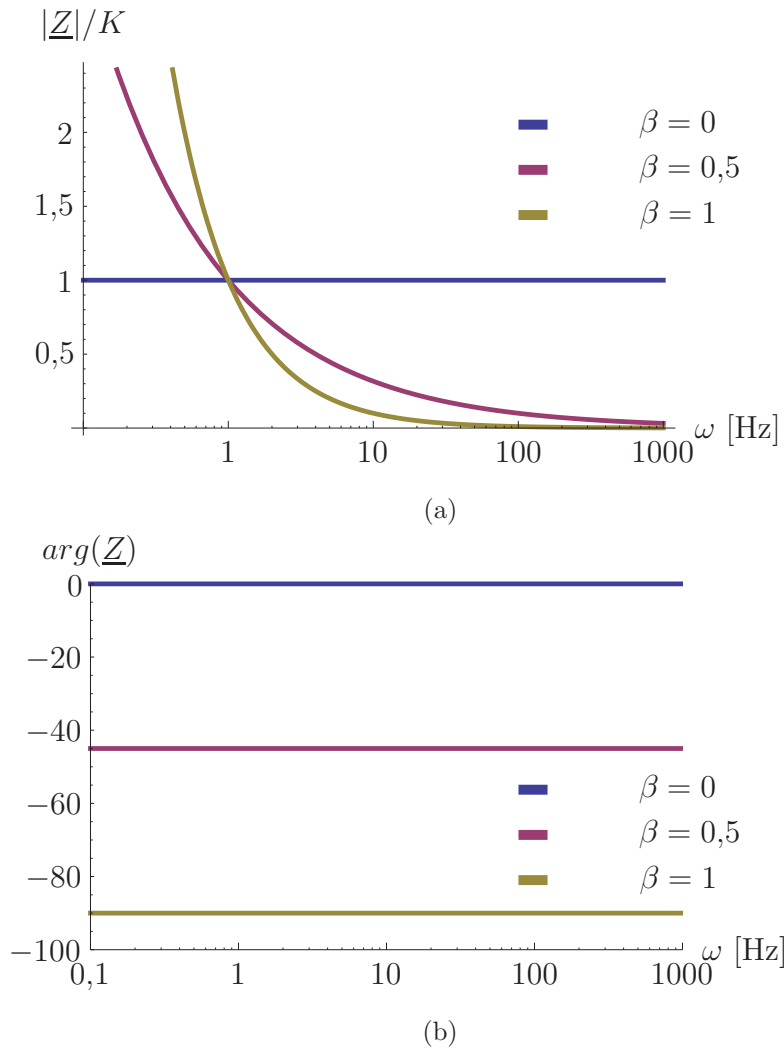 |Z|/K
2
1,5
1
0,5
β = 0
β = 0,5
β = 1
1 10 100 1000
ω [Hz]
(a)
arg(Z)
0
−20
−40
−60
−80
−100
β = 0
β = 0,5
β = 1
0,1 1 10 100 1000
ω [Hz]
(b)